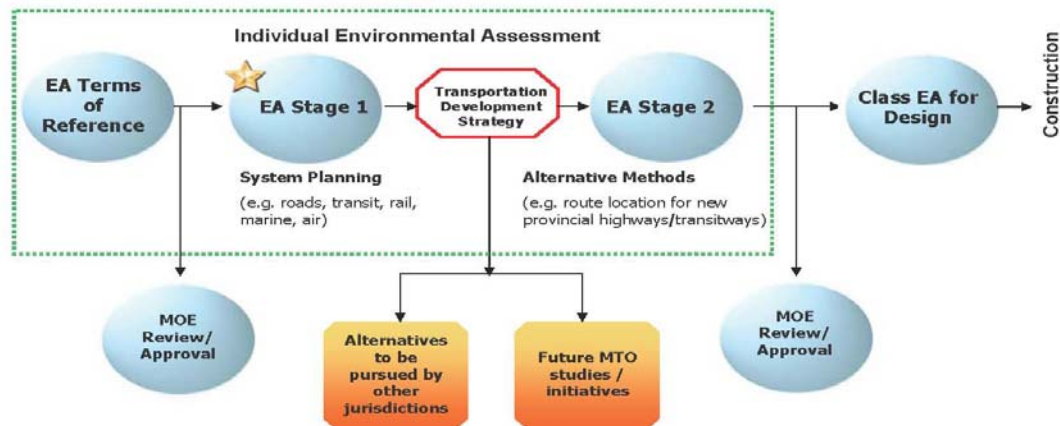 Individual Environmental Assessment
EA Terms
of
Reference
EA Stage 1
Transportation
Development
Strategy
EA Stage 2
Class EA for
Design
Construction
System Planning
(e.g. roads, transit, rail,
marine, air)
Alternative Methods
(e.g. route location for new
provincial highways/transitways)
MOE
Review/
Approval
Alternatives
to be
pursued by
other
jurisdictions
Future MTO
studies /
initiatives
MOE
Review/
Approval